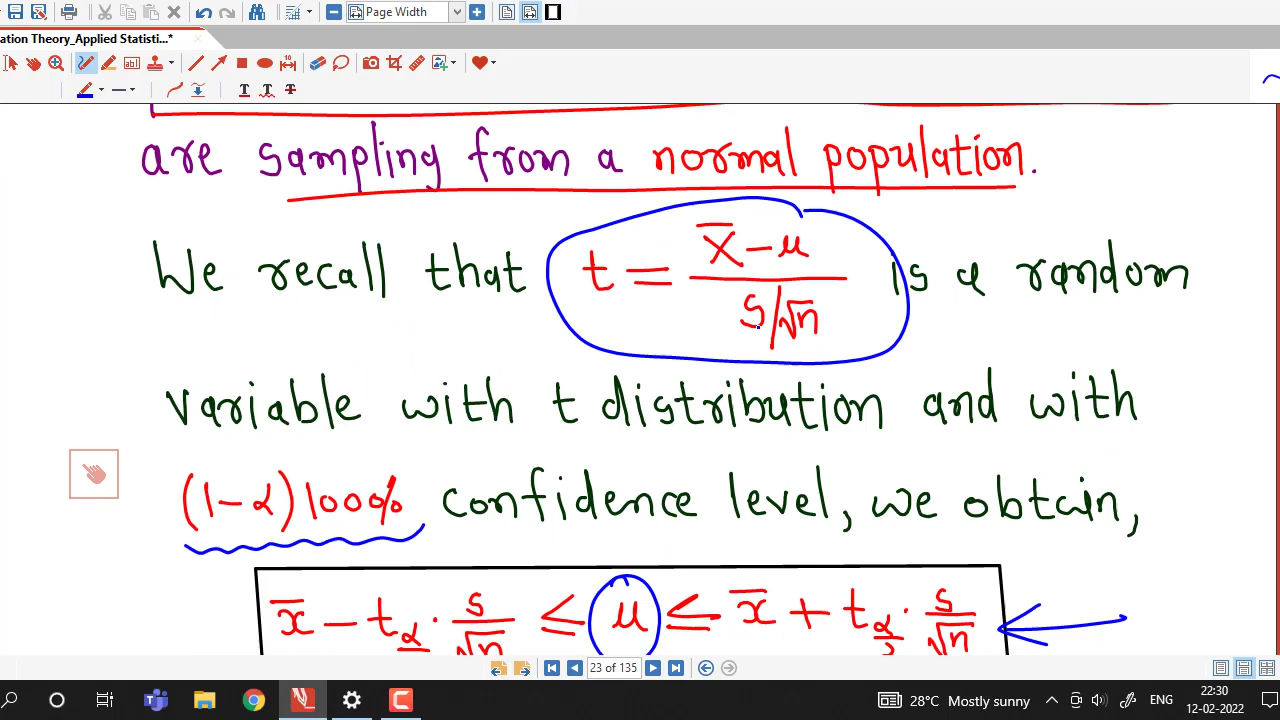 Page Width
ation Theory_Applied Statisti...*
are sampling from a normal population.
We recall that t = (x̄ − μ) / (s/√n) is a random
variable with t distribution and with
(1−α)100% confidence level, we obtain,
x̄ − t_α · s/√n ≤ μ ≤ x̄ + t_α/2 · s/√n
23 of 135
28°C Mostly sunny
ENG
22:30
12-02-2022